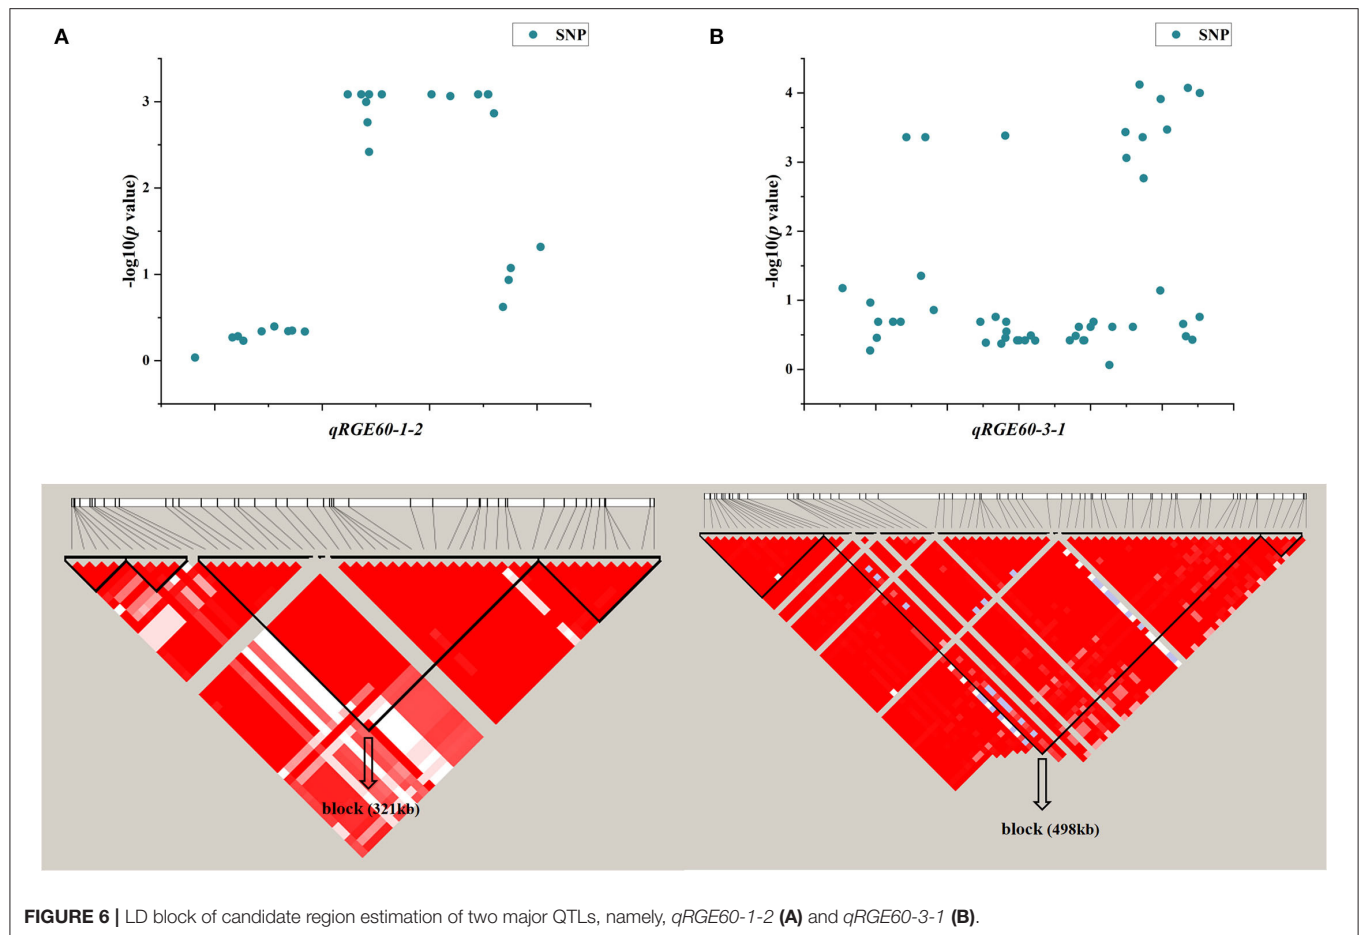 A
SNP
3
2
1
0
-log10(p value)
qRGE60-1-2
B
SNP
4
3
2
1
0
-log10(p value)
qRGE60-3-1
block (321kb)
block (498kb)
FIGURE 6 | LD block of candidate region estimation of two major QTLs, namely, qRGE60-1-2 (A) and qRGE60-3-1 (B).